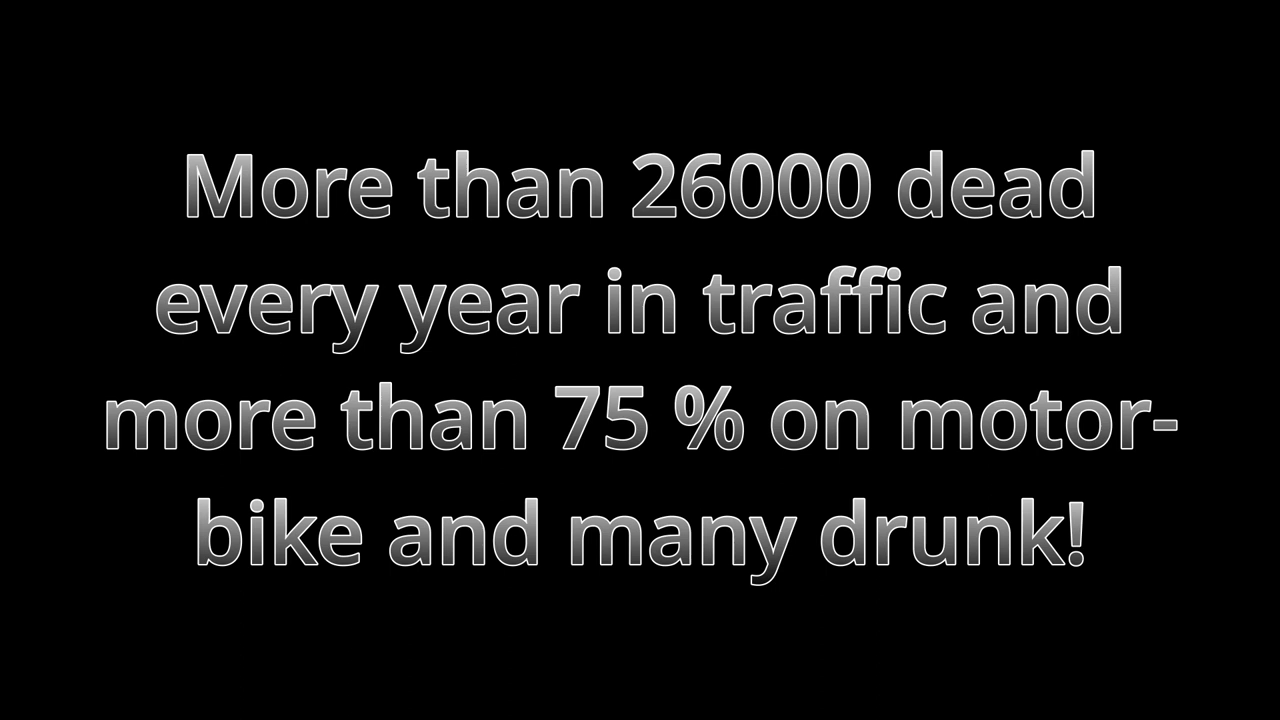 More than 26000 dead
every year in traffic and
more than 75 % on motor-
bike and many drunk!